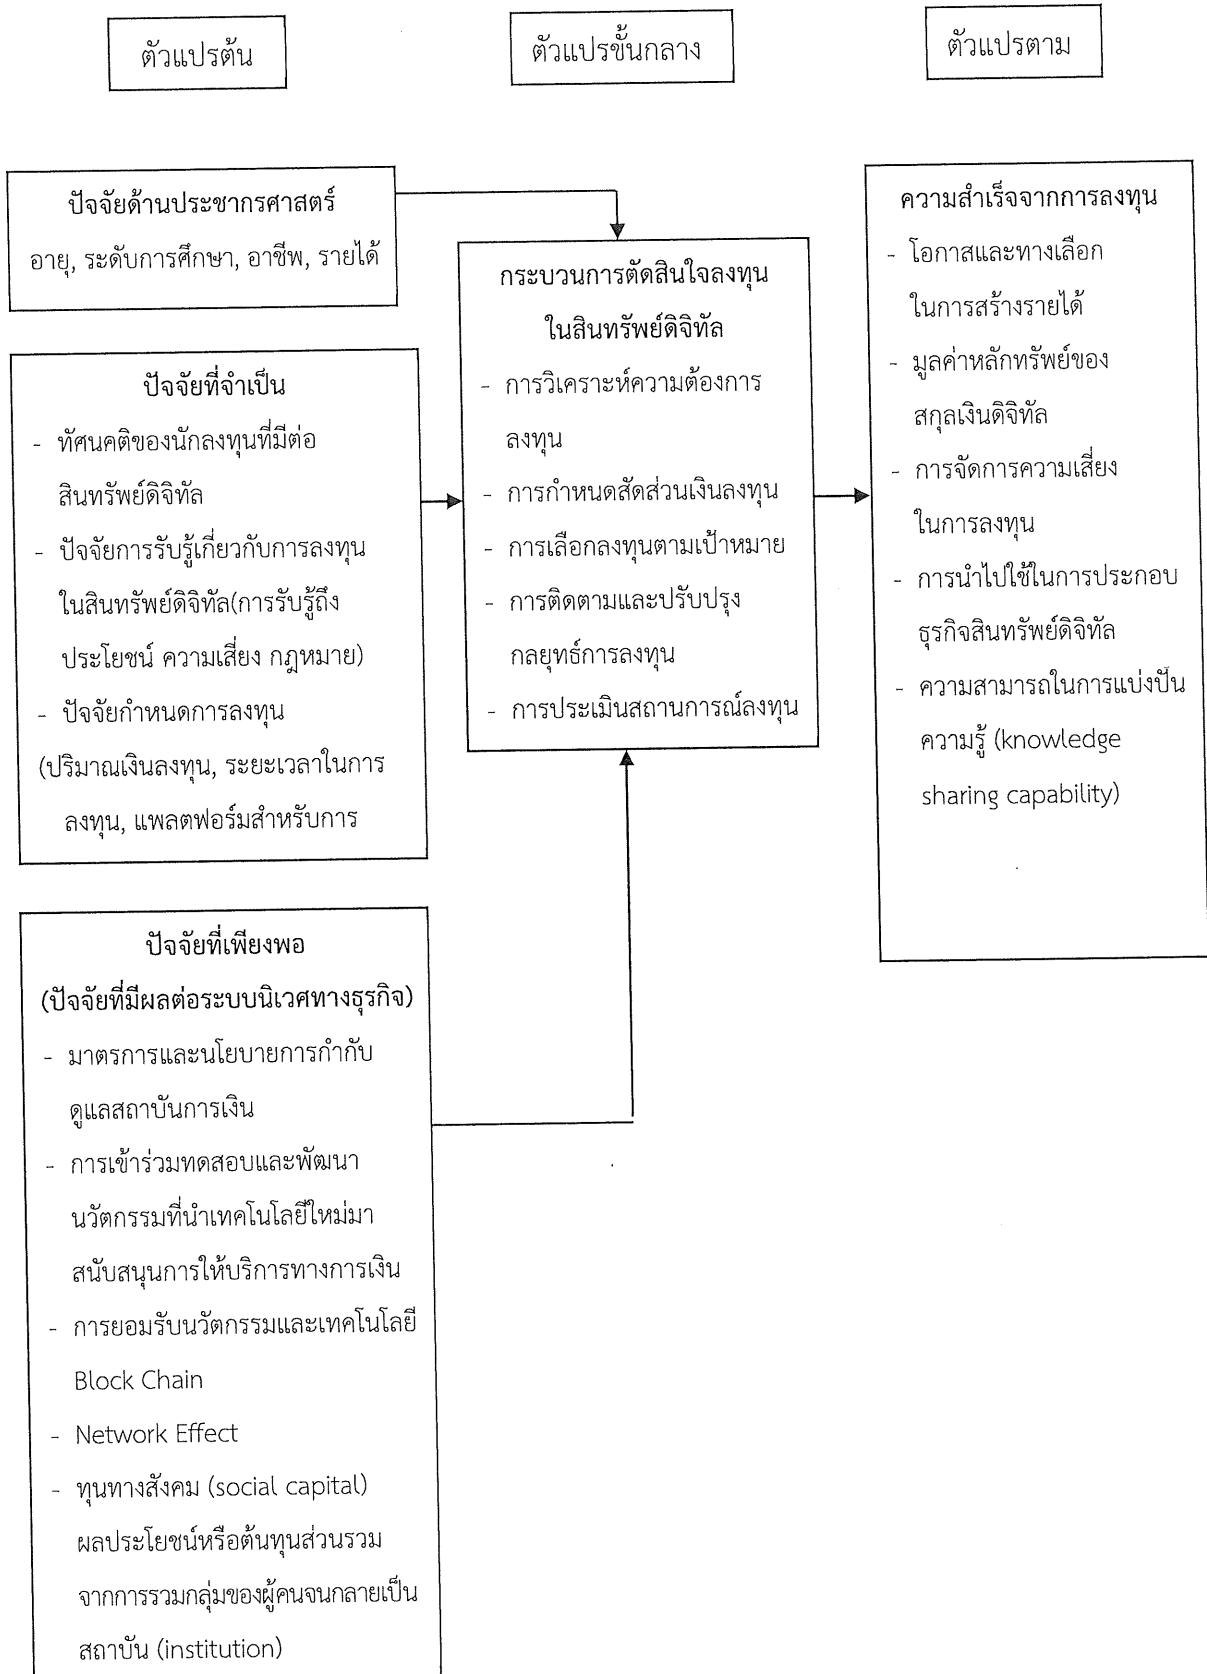 ตัวแปรต้น
ตัวแปรขั้นกลาง
ตัวแปรตาม
ปัจจัยด้านประชากรศาสตร์
อายุ, ระดับการศึกษา, อาชีพ, รายได้
ปัจจัยที่จำเป็น
- ทัศนคติของนักลงทุนที่มีต่อ
สินทรัพย์ดิจิทัล
- ปัจจัยการรับรู้เกี่ยวกับการลงทุน
ในสินทรัพย์ดิจิทัล(การรับรู้ถึง
ประโยชน์ ความเสี่ยง กฎหมาย)
- ปัจจัยกำหนดการลงทุน
(ปริมาณเงินลงทุน, ระยะเวลาในการ
ลงทุน, แพลตฟอร์มสำหรับการ
ปัจจัยที่เพียงพอ
(ปัจจัยที่มีผลต่อระบบนิเวศทางธุรกิจ)
- มาตรการและนโยบายการกำกับ
ดูแลสถาบันการเงิน
- การเข้าร่วมทดสอบและพัฒนา
นวัตกรรมที่นำเทคโนโลยีใหม่มา
สนับสนุนการให้บริการทางการเงิน
- การยอมรับนวัตกรรมและเทคโนโลยี
Block Chain
- Network Effect
- ทุนทางสังคม (social capital)
ผลประโยชน์หรือต้นทุนส่วนรวม
จากการรวมกลุ่มของผู้คนจนกลายเป็น
สถาบัน (institution)
กระบวนการตัดสินใจลงทุน
ในสินทรัพย์ดิจิทัล
- การวิเคราะห์ความต้องการ
ลงทุน
- การกำหนดสัดส่วนเงินลงทุน
- การเลือกลงทุนตามเป้าหมาย
- การติดตามและปรับปรุง
กลยุทธ์การลงทุน
- การประเมินสถานการณ์ลงทุน
ความสำเร็จจากการลงทุน
- โอกาสและทางเลือก
ในการสร้างรายได้
- มูลค่าหลักทรัพย์ของ
สกุลเงินดิจิทัล
- การจัดการความเสี่ยง
ในการลงทุน
- การนำไปใช้ในการประกอบ
ธุรกิจสินทรัพย์ดิจิทัล
- ความสามารถในการแบ่งปัน
ความรู้ (knowledge
sharing capability)